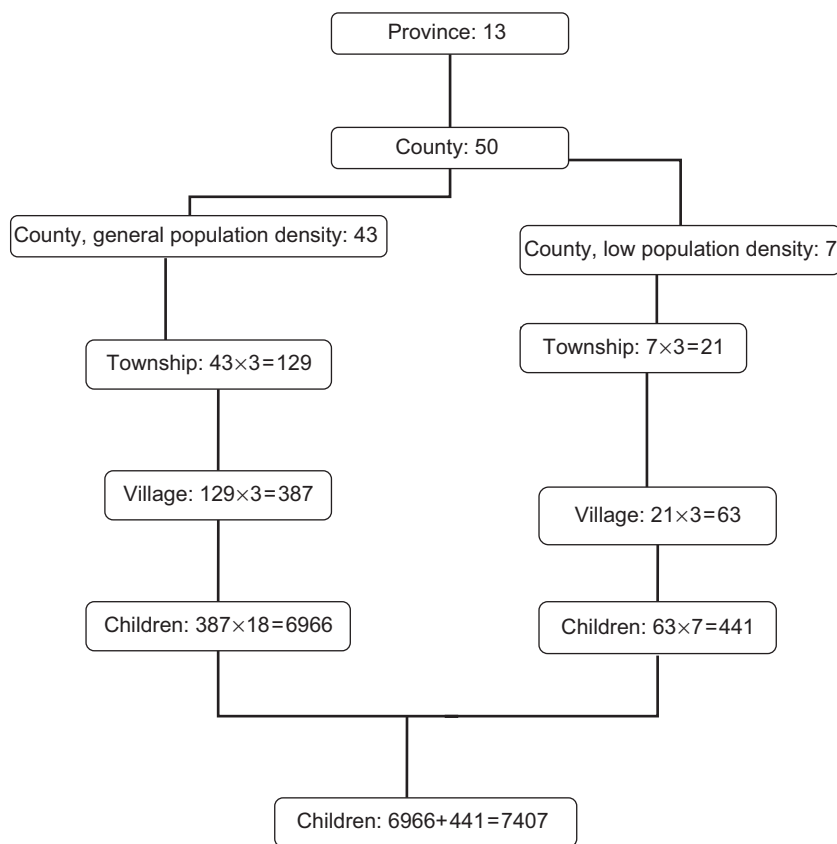 Province: 13
County: 50
County, general population density: 43
County, low population density: 7
Township: 43×3=129
Township: 7×3=21
Village: 129×3=387
Village: 21×3=63
Children: 387×18=6966
Children: 63×7=441
Children: 6966+441=7407